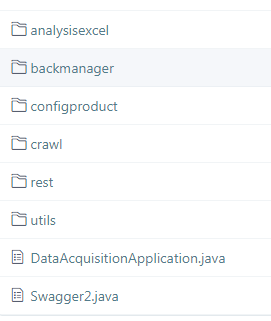 analysisexcel
backmanager
configproduct
crawl
rest
utils
DataAcquisitionApplication.java
Swagger2.java